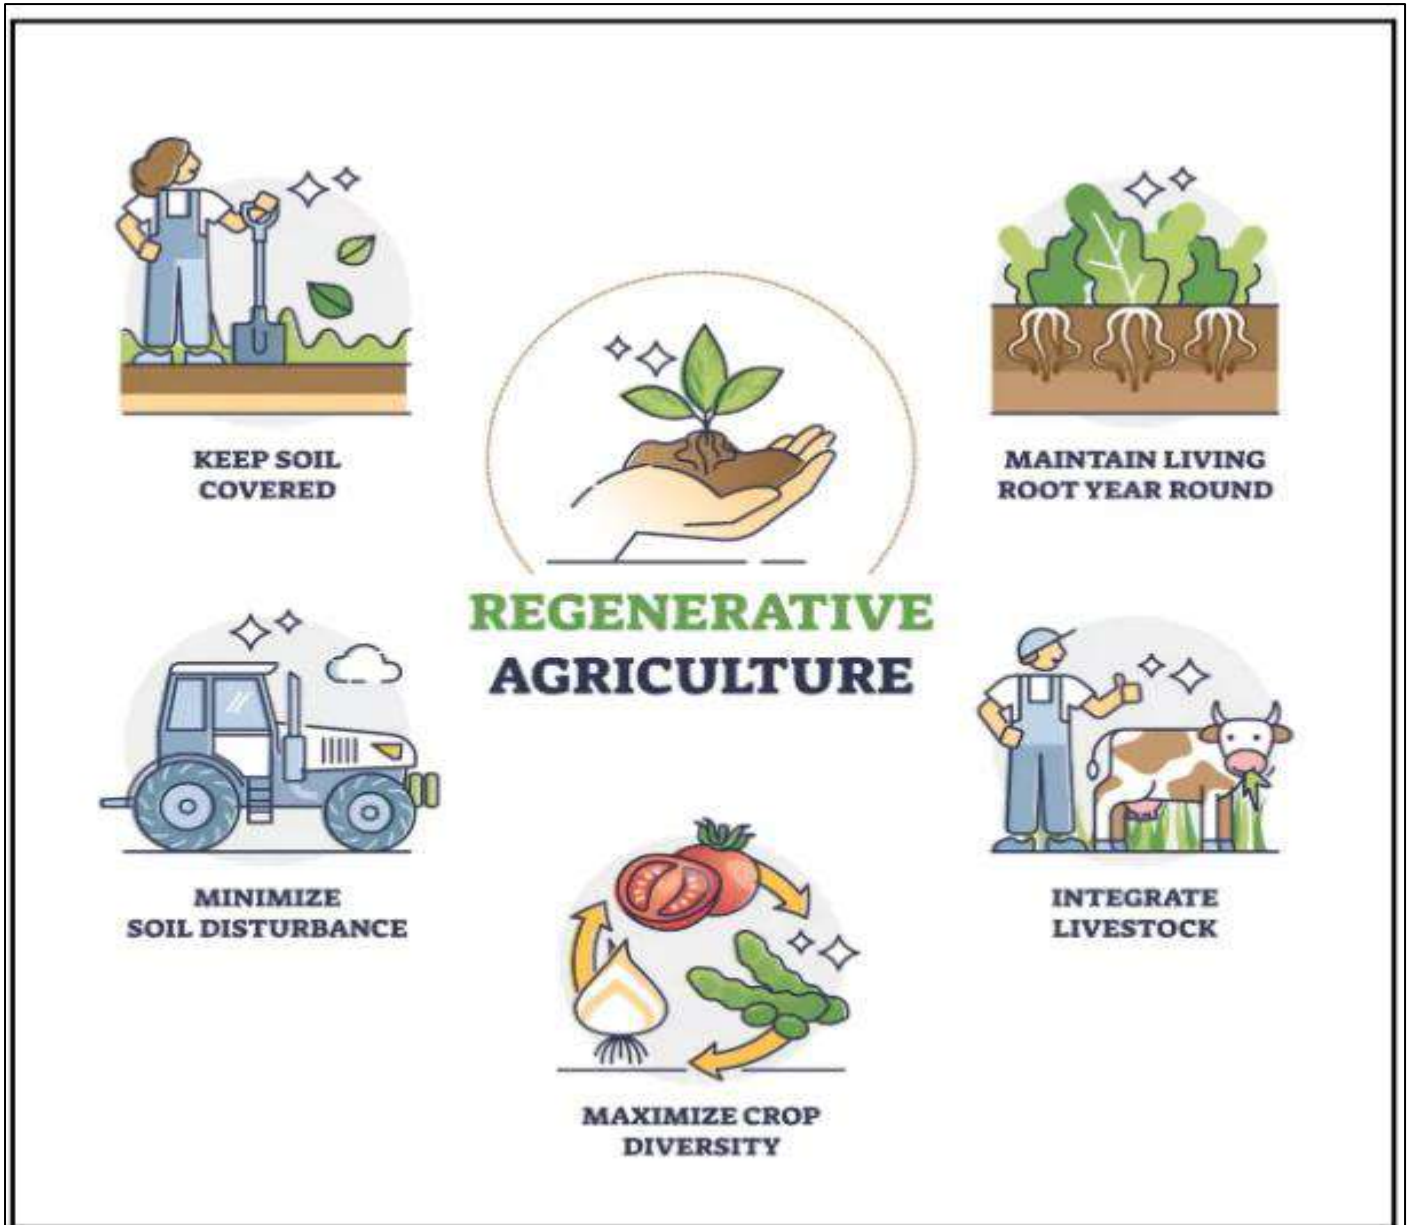 KEEP SOIL
COVERED
MAINTAIN LIVING
ROOT YEAR ROUND
REGENERATIVE
AGRICULTURE
MINIMIZE
SOIL DISTURBANCE
INTEGRATE
LIVESTOCK
MAXIMIZE CROP
DIVERSITY